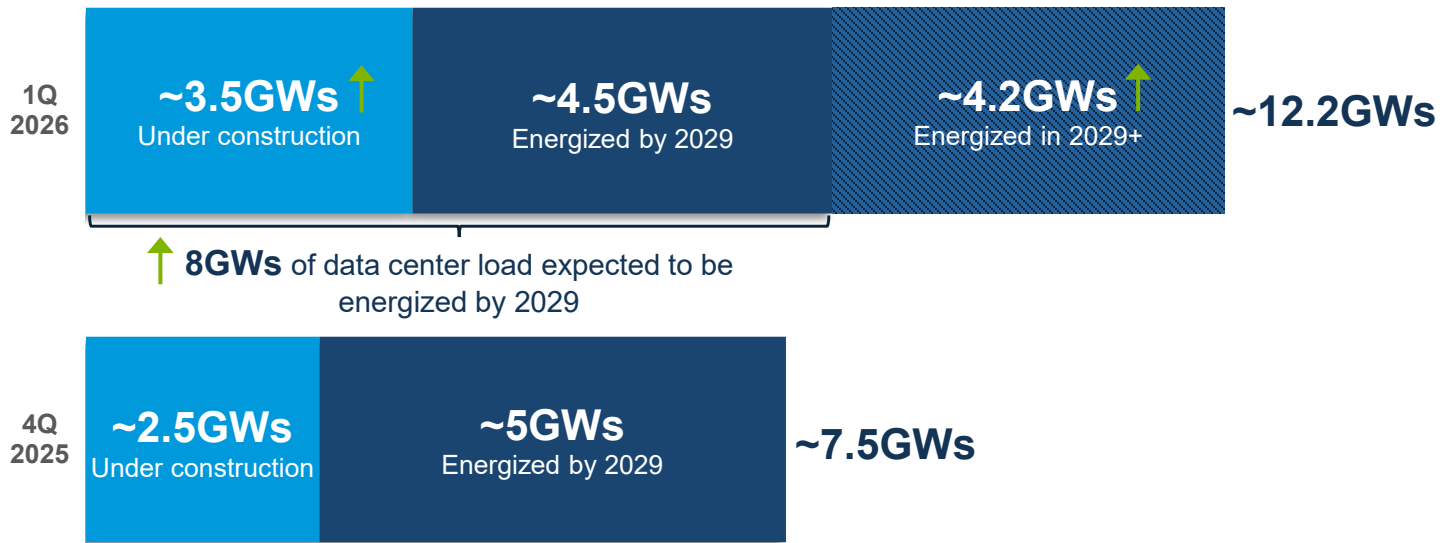 1Q
2026
~3.5GWs
Under construction
~4.5GWs
Energized by 2029
~4.2GWs
Energized in 2029+
~12.2GWs
8GWs of data center load expected to be
energized by 2029
4Q
2025
~2.5GWs
Under construction
~5GWs
Energized by 2029
~7.5GWs